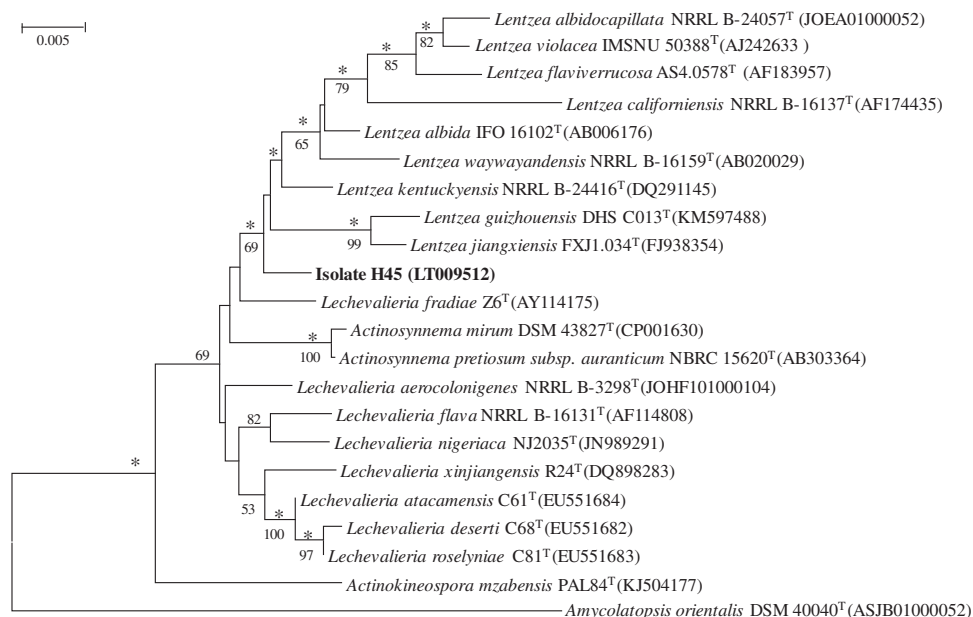 0.005
* Lentzea albidocapillata NRRL B-24057T (JOEA01000052)
82 Lentzea violacea IMSNU 50388T (AJ242633 )
*
85 Lentzea flaviverrucosa AS4.0578T (AF183957)
*
79
Lentzea californiensis NRRL B-16137T(AF174435)
*
65 Lentzea albida IFO 16102T(AB006176)
Lentzea waywayandensis NRRL B-16159T(AB020029)
*
Lentzea kentuckyensis NRRL B-24416T(DQ291145)
* Lentzea guizhouensis DHS C013T(KM597488)
*
69 99 Lentzea jiangxiensis FXJ1.034T(FJ938354)
Isolate H45 (LT009512)
Lechevalieria fradiae Z6T(AY114175)
* Actinosynnema mirum DSM 43827T(CP001630)
69 100 Actinosynnema pretiosum subsp. auranticum NBRC 15620T(AB303364)
Lechevalieria aerocolonigenes NRRL B-3298T(JOHF101000104)
82 Lechevalieria flava NRRL B-16131T(AF114808)
Lechevalieria nigeriaca NJ2035T(JN989291)
*
Lechevalieria xinjiangensis R24T(DQ898283)
Lechevalieria atacamensis C61T(EU551684)
53 *
100 * Lechevalieria deserti C68T(EU551682)
97 Lechevalieria roselyniae C81T(EU551683)
Actinokineospora mzabensis PAL84T(KJ504177)
Amycolatopsis orientalis DSM 40040T(ASJB01000052)